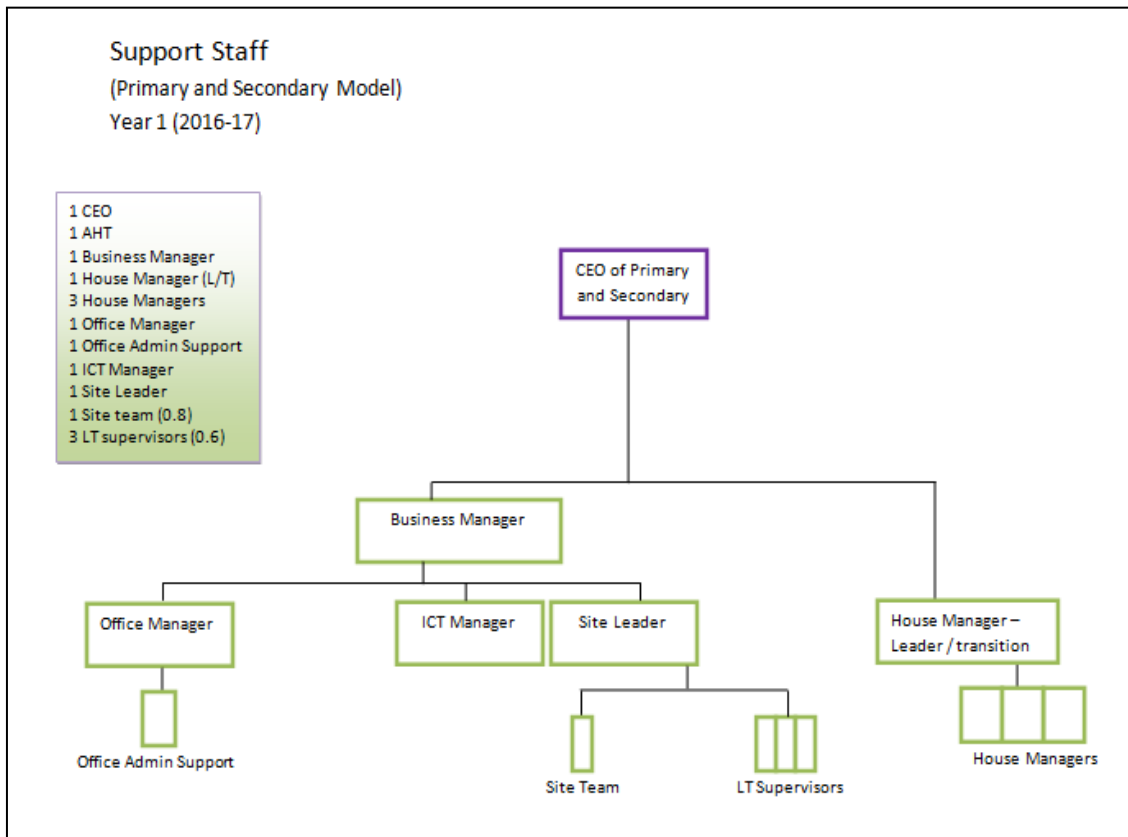 Support Staff
(Primary and Secondary Model)
Year 1 (2016-17)
1 CEO
1 AHT
1 Business Manager
1 House Manager (L/T)
3 House Managers
1 Office Manager
1 Office Admin Support
1 ICT Manager
1 Site Leader
1 Site team (0.8)
3 LT supervisors (0.6)
CEO of Primary
and Secondary
Business Manager
Office Manager
ICT Manager
Site Leader
House Manager –
Leader / transition
Office Admin Support
Site Team
LT Supervisors
House Managers